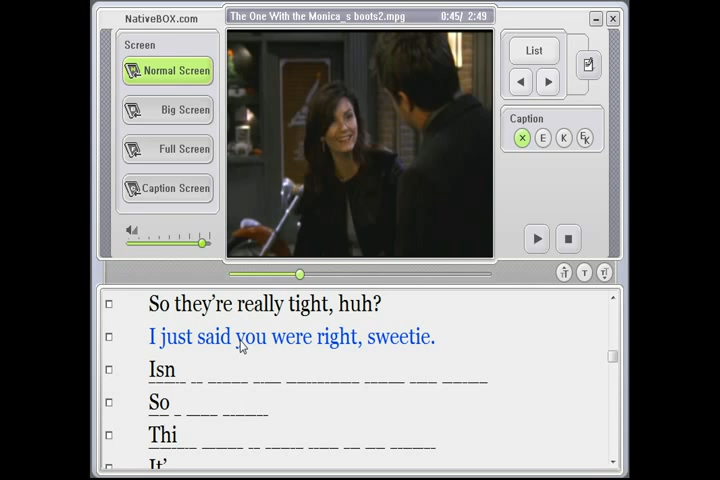 NativeBOX.com
The One With the Monica_s boots2.mpg
0:45/ 2:49
Screen
Normal Screen
Big Screen
Full Screen
Caption Screen
List
Caption
X E K EK
T T T
So they're really tight, huh?
I just said you were right, sweetie.
Isn
So
Thi
It'